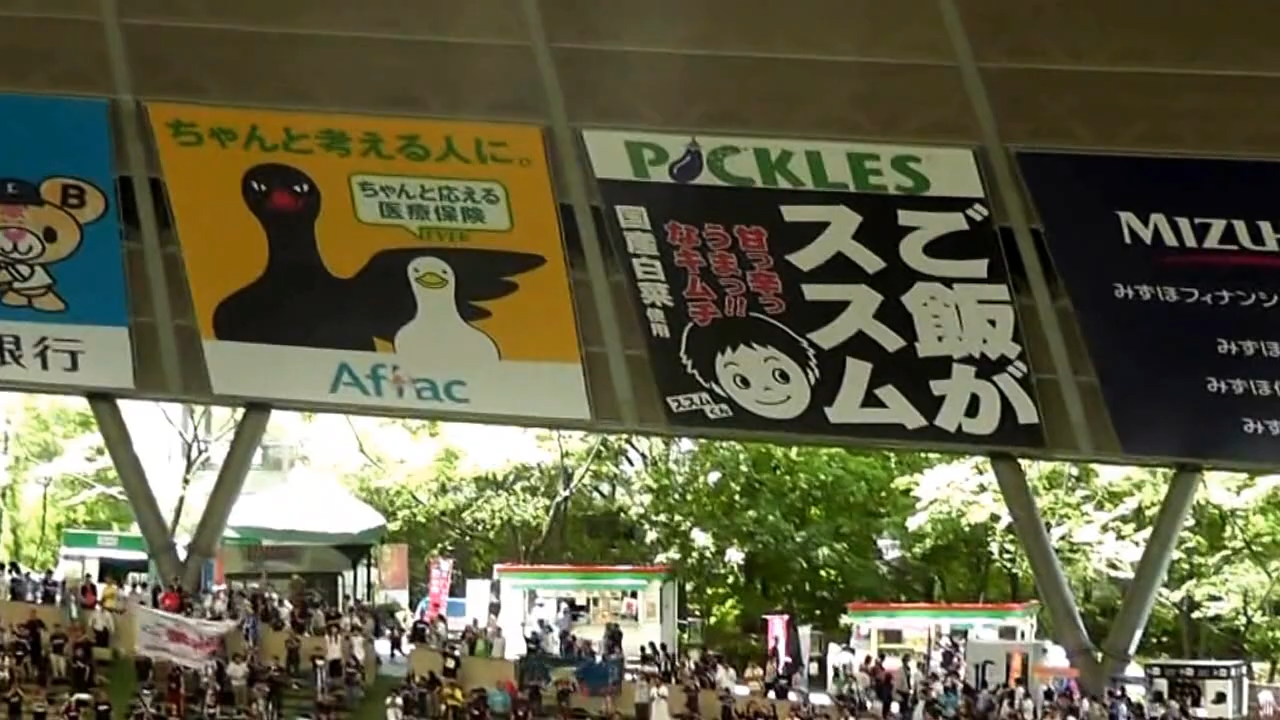 B
銀行
ちゃんと考える人に。
ちゃんと応える
医療保険
EVER
Aflac
PICKLES
ご飯が
ススム
甘っ辛っ
うまっ!!
なキムチ
国産白菜使用
ススムくん
MIZU
みずほフィナンシ
みずほ
みずほ
みず